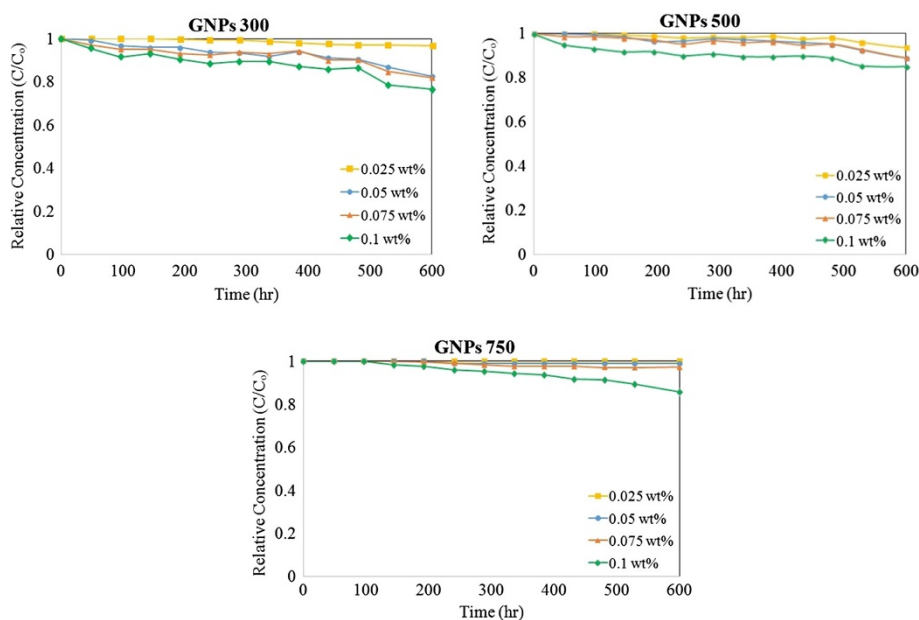 GNPs 300
Relative Concentration (C/Cₒ)
1
0.8
0.6
0.4
0.2
0
0.025 wt%
0.05 wt%
0.075 wt%
0.1 wt%
0 100 200 300 400 500 600
Time (hr)
GNPs 500
Relative Concentration (C/Cₒ)
1
0.8
0.6
0.4
0.2
0
0.025 wt%
0.05 wt%
0.075 wt%
0.1 wt%
0 100 200 300 400 500 600
Time (hr)
GNPs 750
Relative Concentration (C/Cₒ)
1
0.8
0.6
0.4
0.2
0
0.025 wt%
0.05 wt%
0.075 wt%
0.1 wt%
0 100 200 300 400 500 600
Time (hr)